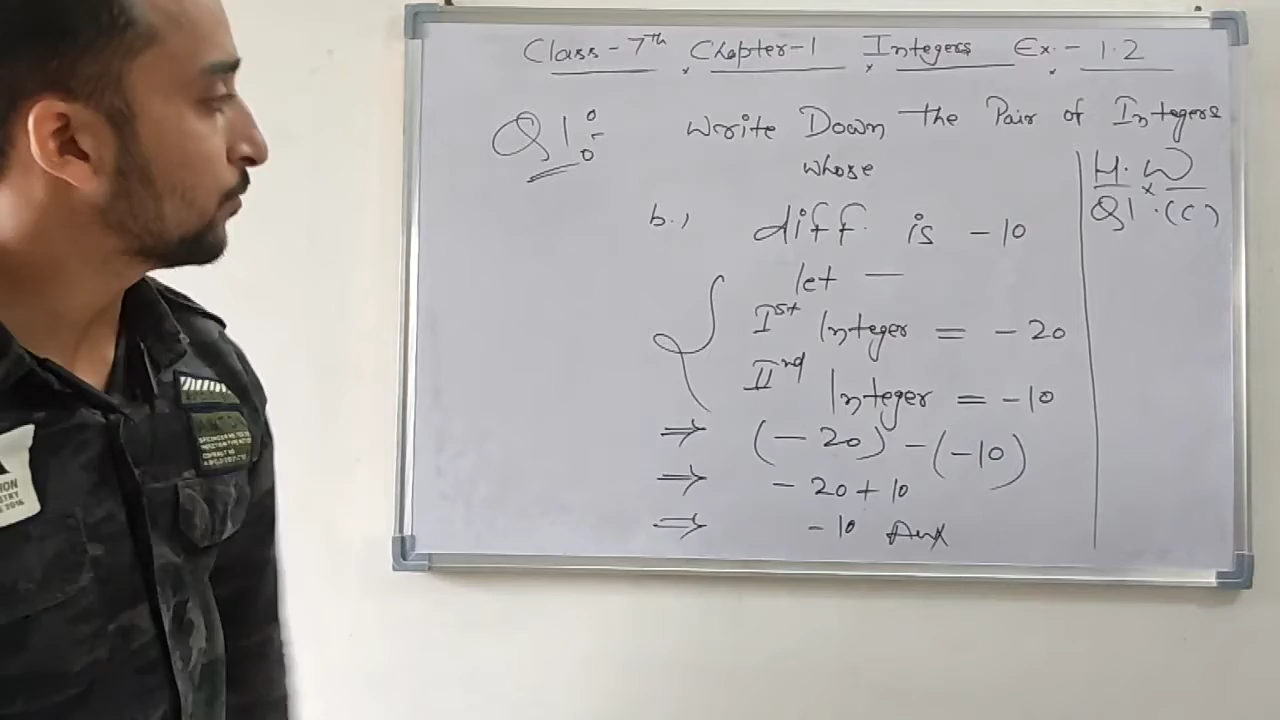 Class-7th Chapter-1 Integers Ex.-1.2
Q1: Write Down the Pair of Integers
whose
b.) diff. is -10
let —
Ist Integer = -20
IInd Integer = -10
⇒ (-20) -(-10)
⇒ -20+10
⇒ -10 Ans
H.W
Q1.(C)